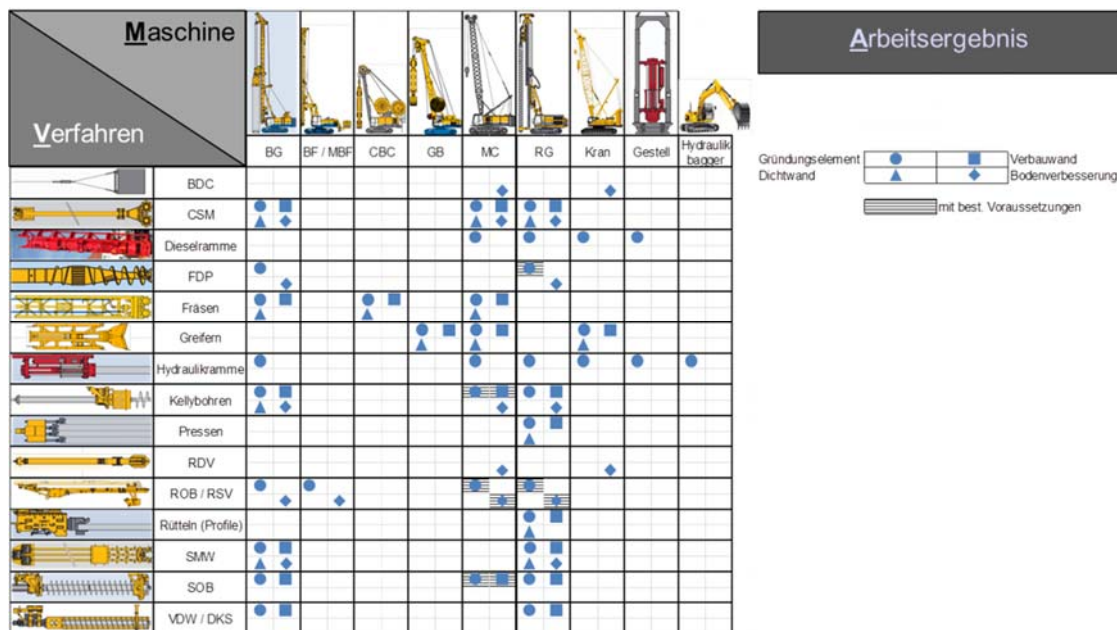 Maschine
Verfahren
Arbeitsergebnis
BG
BF / MBF
CBC
GB
MC
RG
Kran
Gestell
Hydraulik
bagger
Gründungselement
Verbauwand
Dichtwand
Bodenverbesserung
mit best. Voraussetzungen
BDC
CSM
Dieselramme
FDP
Fräsen
Greifern
Hydraulikramme
Kellybohren
Pressen
RDV
ROB / RSV
Rütteln (Profile)
SMW
SOB
VDW / DKS